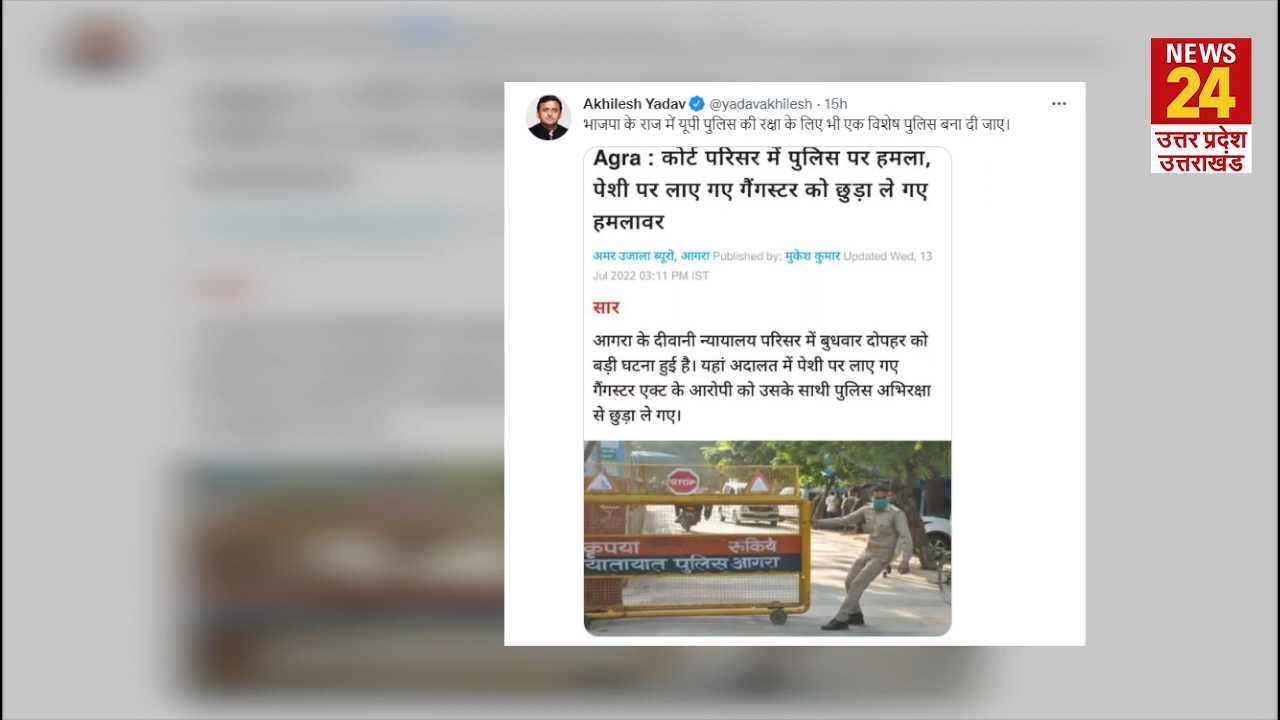 NEWS
24
उत्तर प्रदेश
उत्तराखंड
Akhilesh Yadav @yadavakhilesh · 15h
भाजपा के राज में यूपी पुलिस की रक्षा के लिए भी एक विशेष पुलिस बना दी जाए।
Agra : कोर्ट परिसर में पुलिस पर हमला,
पेशी पर लाए गए गैंगस्टर को छुड़ा ले गए
हमलावर
अमर उजाला ब्यूरो, आगरा Published by: मुकेश कुमार Updated Wed, 13
Jul 2022 03:11 PM IST
सार
आगरा के दीवानी न्यायालय परिसर में बुधवार दोपहर को
बड़ी घटना हुई है। यहां अदालत में पेशी पर लाए गए
गैंगस्टर एक्ट के आरोपी को उसके साथी पुलिस अभिरक्षा
से छुड़ा ले गए।
STOP
कृपया रुकिये
यातायात पुलिस आगरा